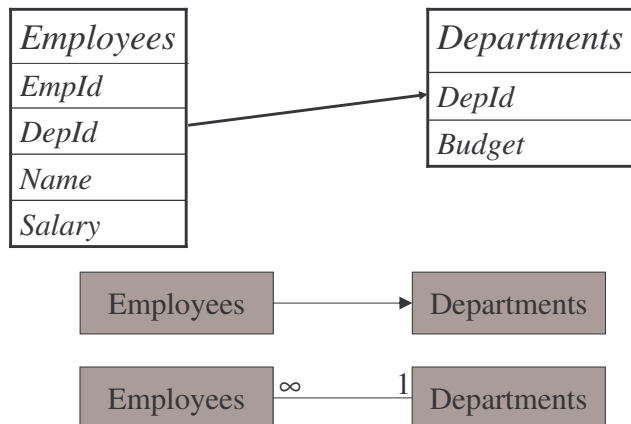 Employees
EmpId
DepId
Name
Salary
Departments
DepId
Budget
Employees
Departments
Employees
∞
1
Departments